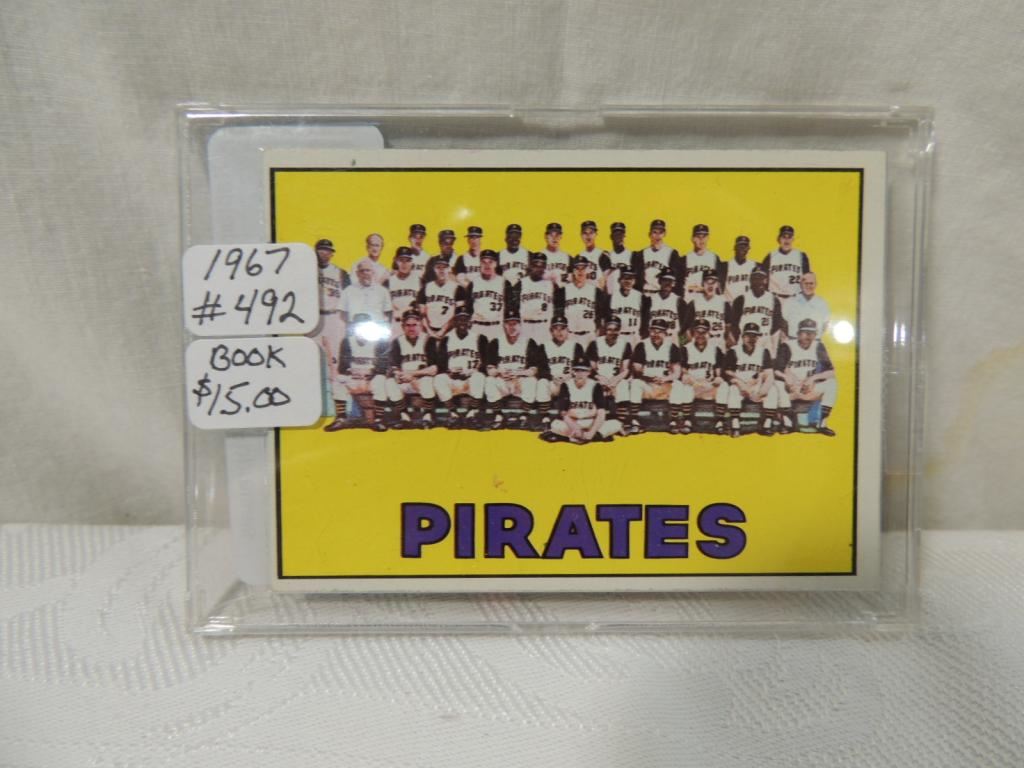 1967
# 492
BOOK
$15.00
PIRATES